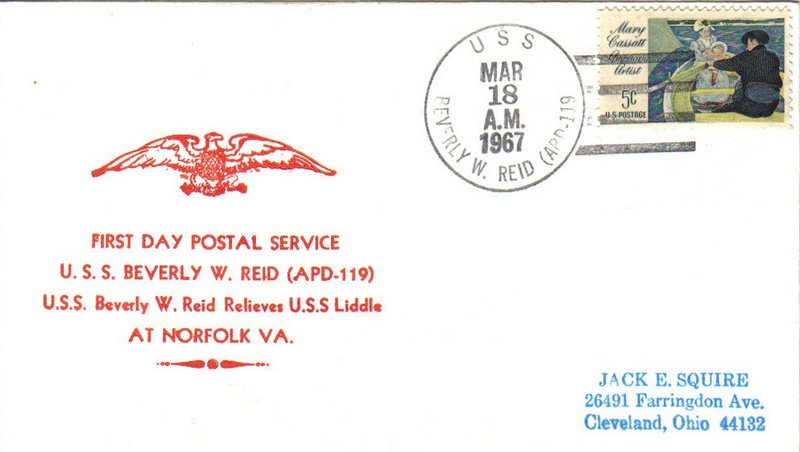 FIRST DAY POSTAL SERVICE
U. S. S. BEVERLY W. REID (APD-119)
U.S.S. Beverly W. Reid Relieves U.S.S Liddle
AT NORFOLK VA.
USS
MAR
18
A.M.
1967
BEVERLY W. REID (APD-119
Mary
Cassatt
American
Artist
5c
U.S. POSTAGE
JACK E. SQUIRE
26491 Farringdon Ave.
Cleveland, Ohio 44132